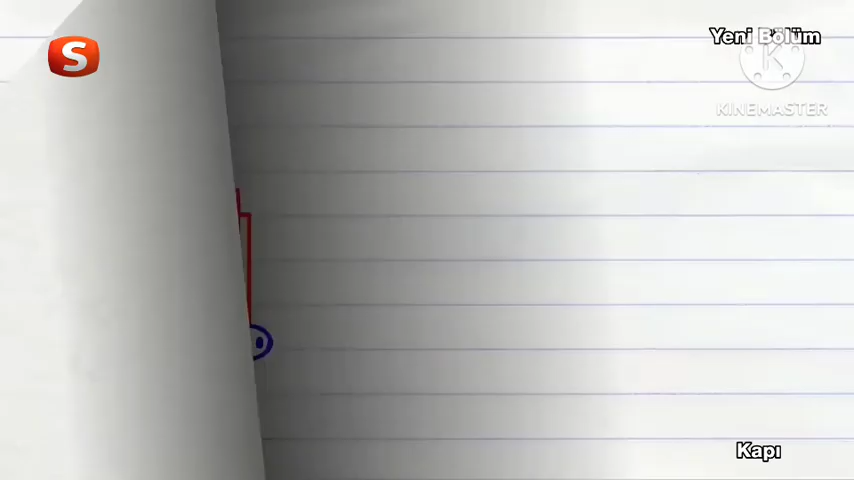 S
Yeni Bölüm
K
KINEMASTER
Kapı